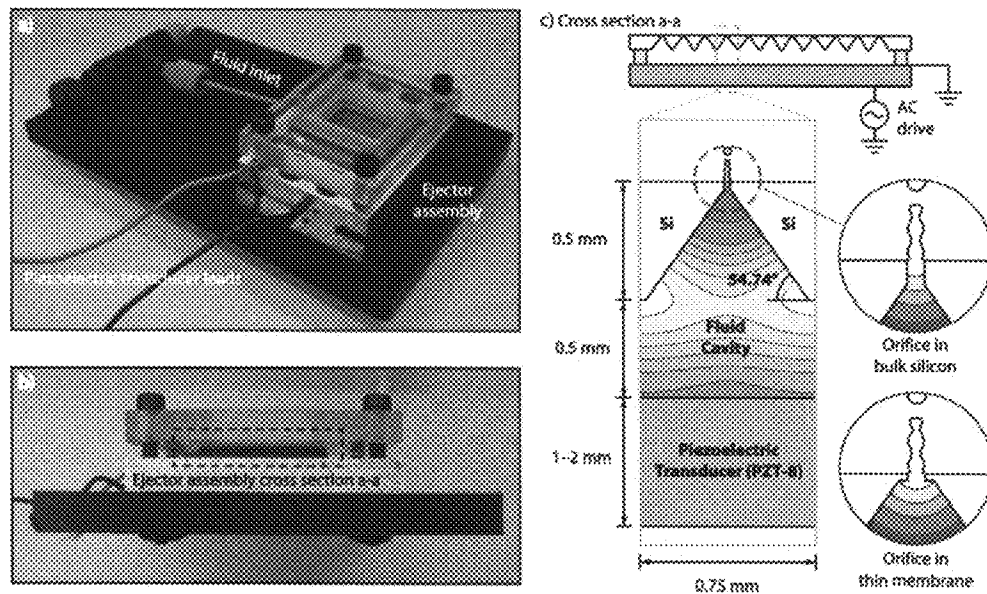 a)
Fluid inlet
Ejector
assembly
b)
Ejector assembly cross section a-a
c) Cross section a-a
AC
drive
Si
Si
0.5 mm
54.74°
0.5 mm
Fluid
Cavity
1–2 mm
Piezoelectric
Transducer (PZT-8)
0.75 mm
Orifice in
bulk silicon
Orifice in
thin membrane